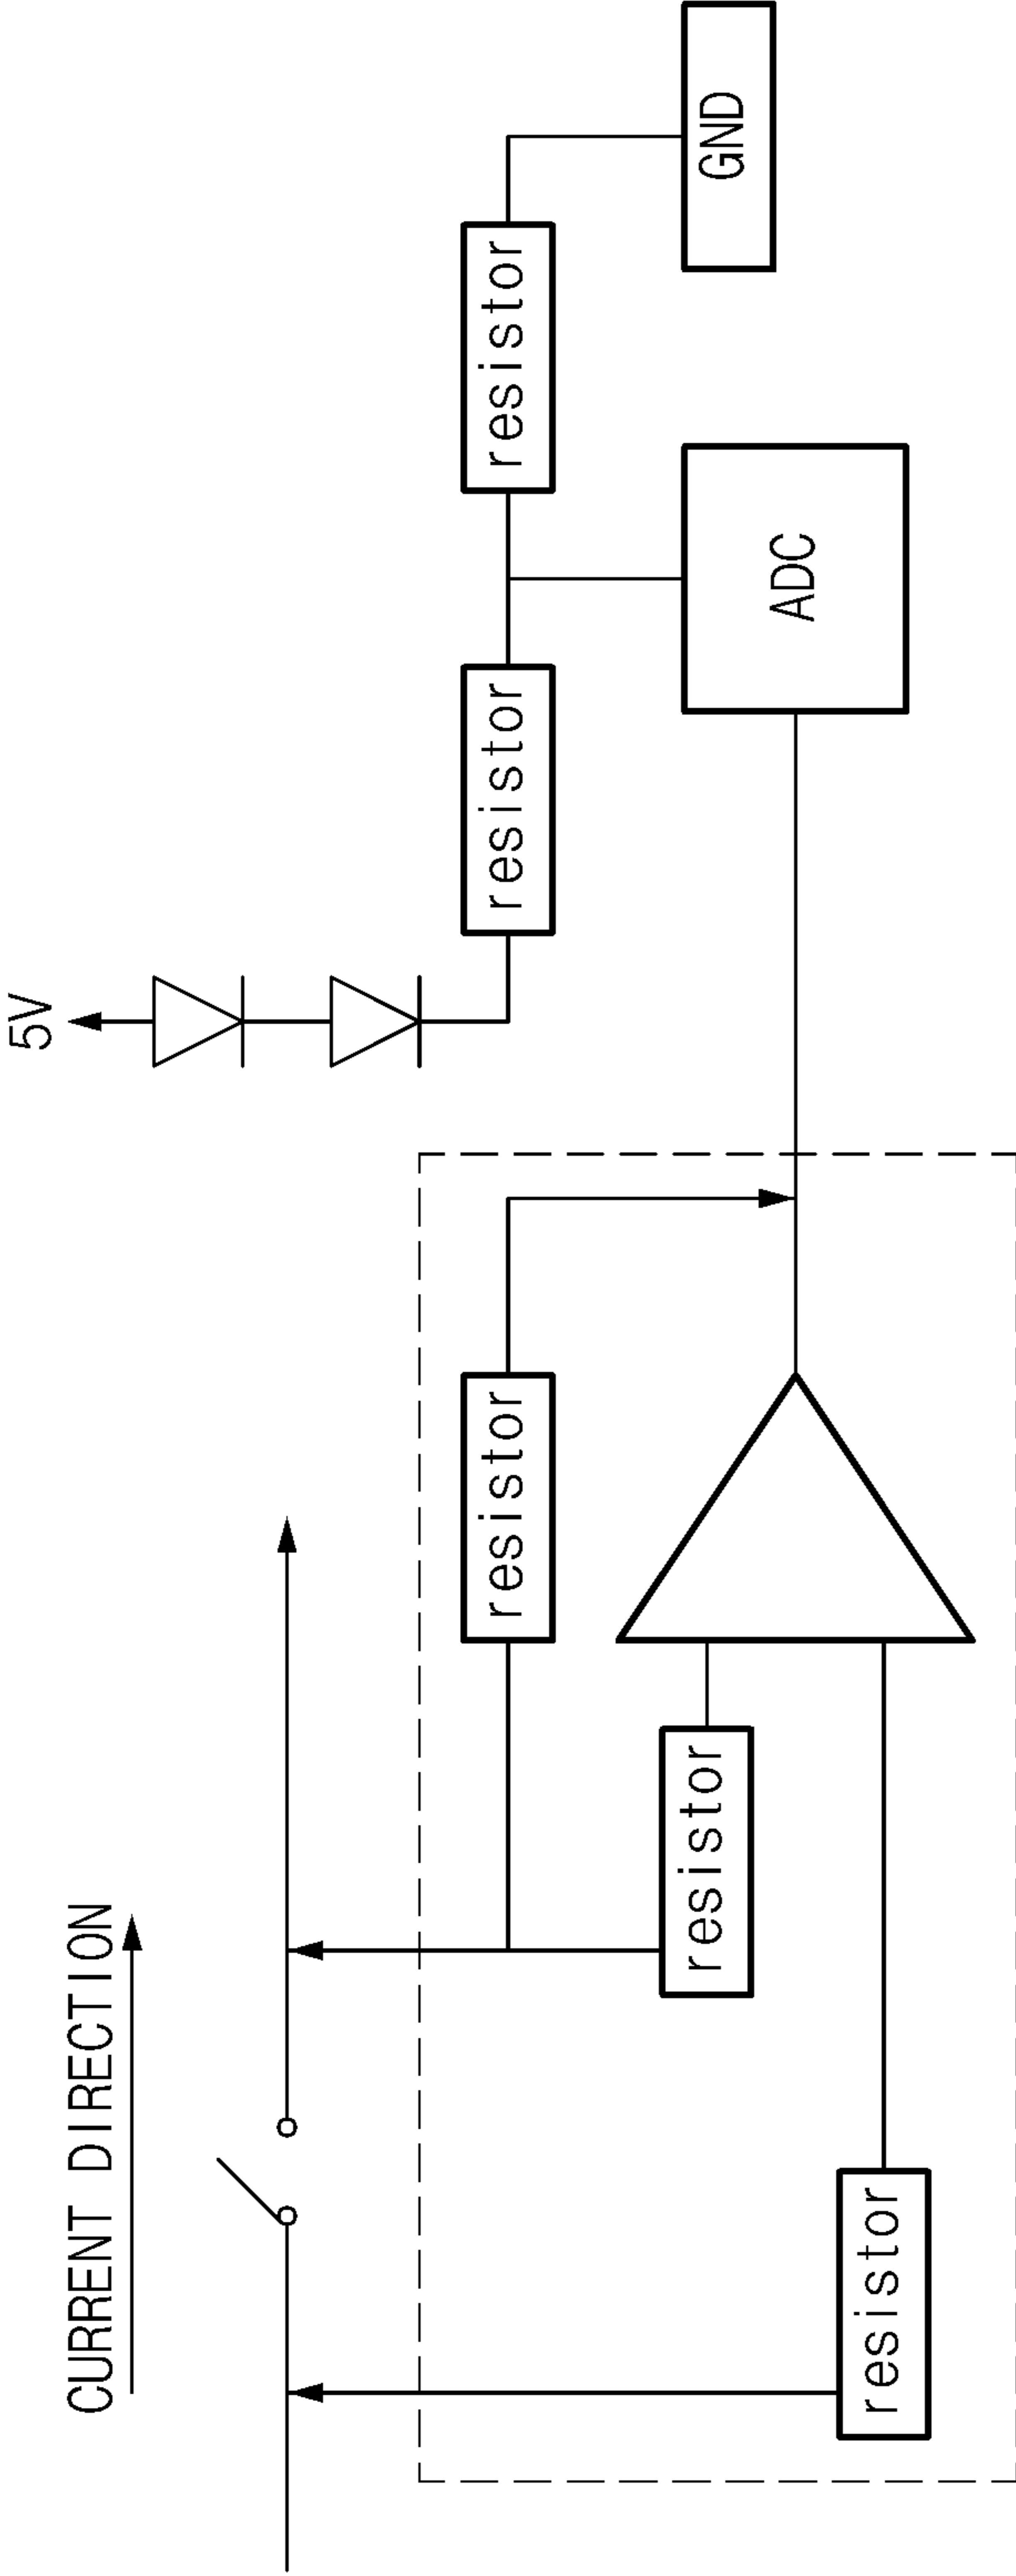 CURRENT DIRECTION
5V
resistor
resistor
resistor
GND
resistor
ADC
resistor